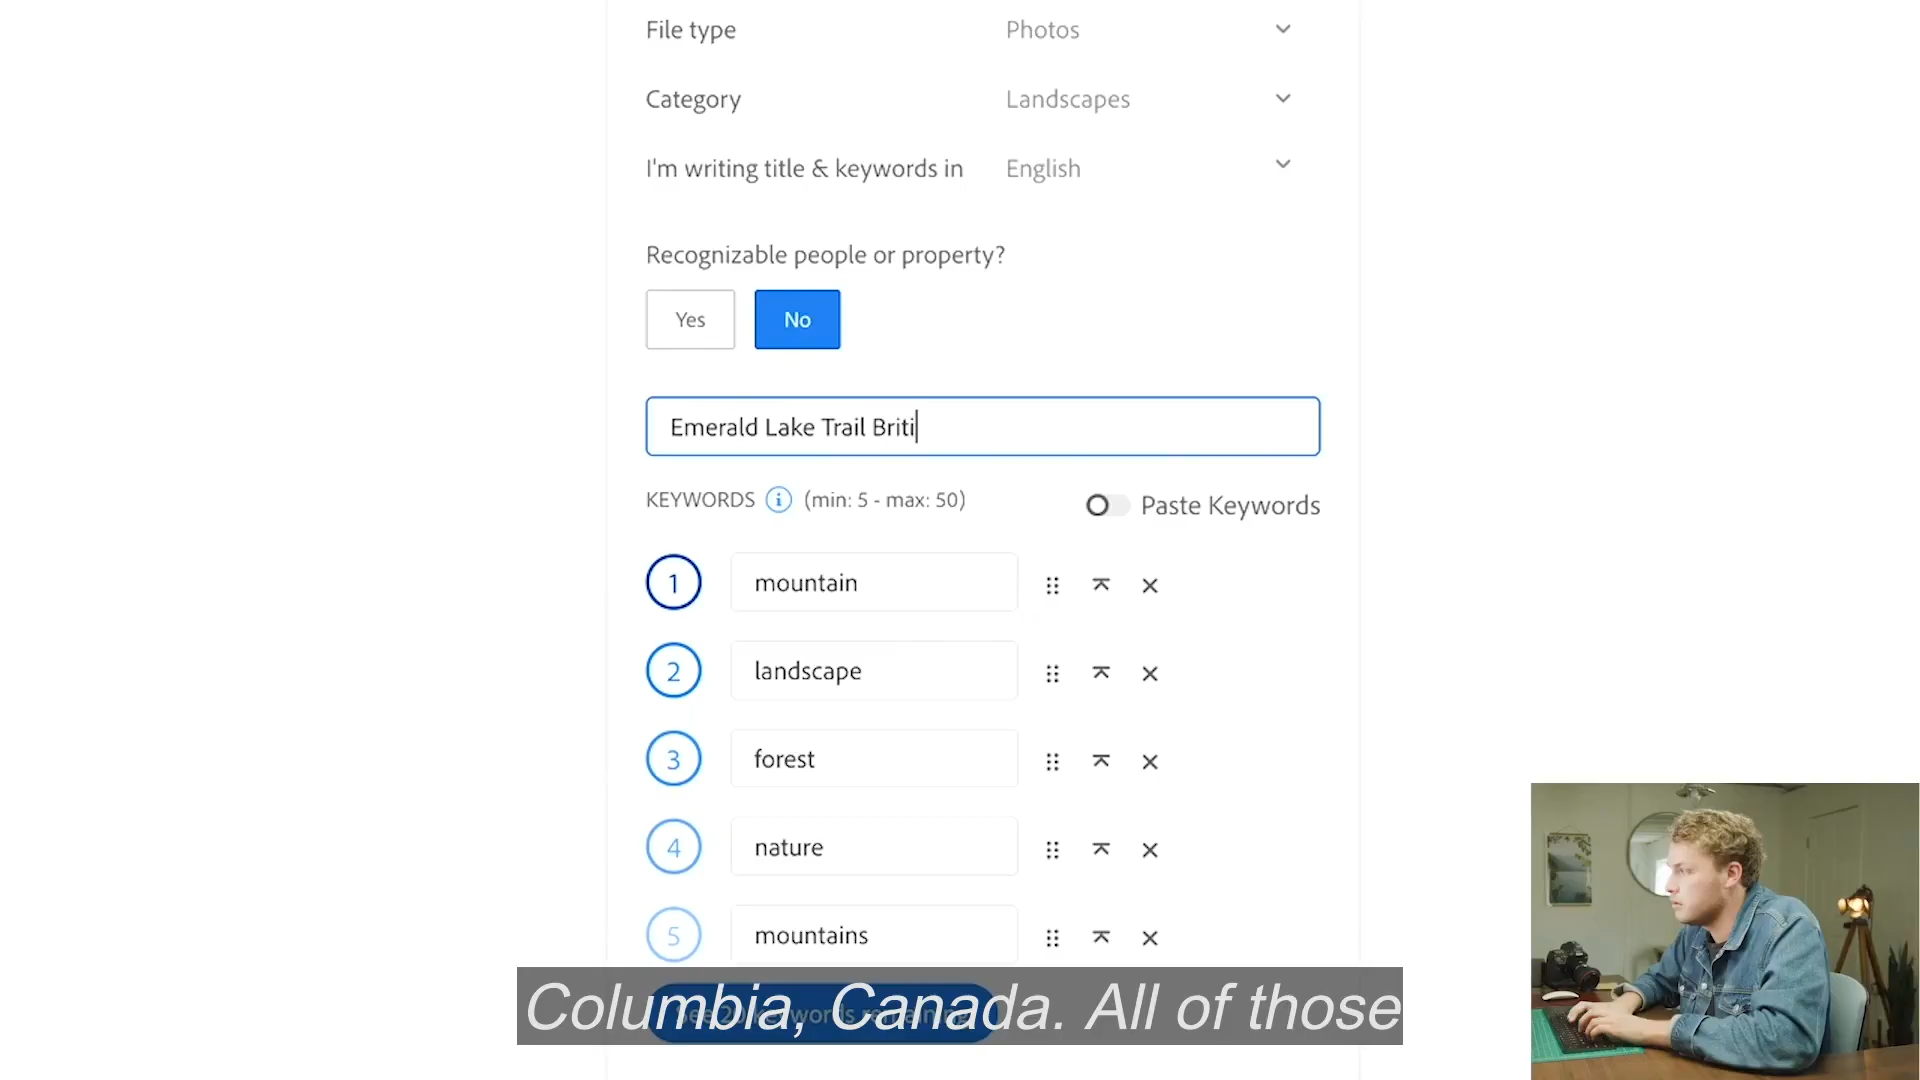 File type Photos
Category Landscapes
I'm writing title & keywords in English
Recognizable people or property?
Yes No
Emerald Lake Trail Briti
KEYWORDS i (min: 5 - max: 50) Paste Keywords
1 mountain
2 landscape
3 forest
4 nature
5 mountains
Columbia, Canada. All of those